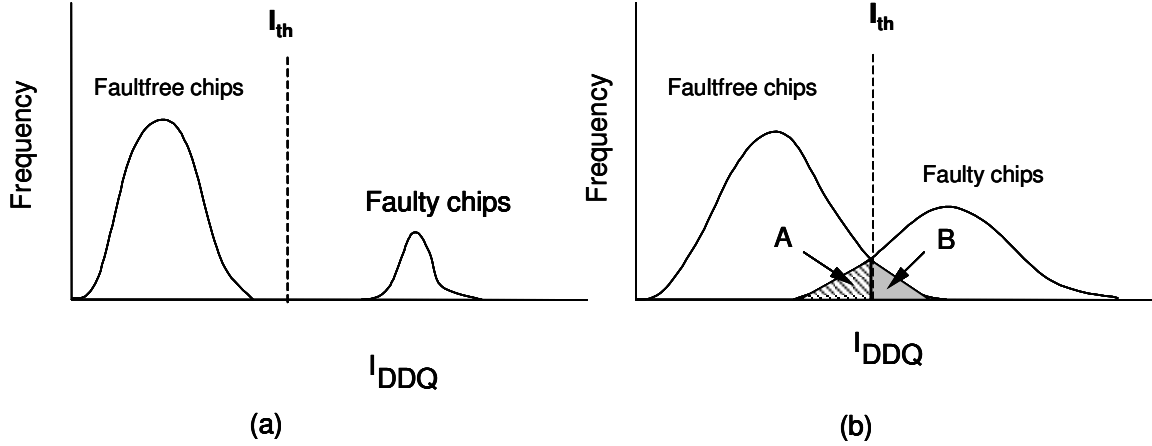 I_th
Faultfree chips
Frequency
Faulty chips
I_DDQ
(a)
I_th
Faultfree chips
Frequency
Faulty chips
A
B
I_DDQ
(b)